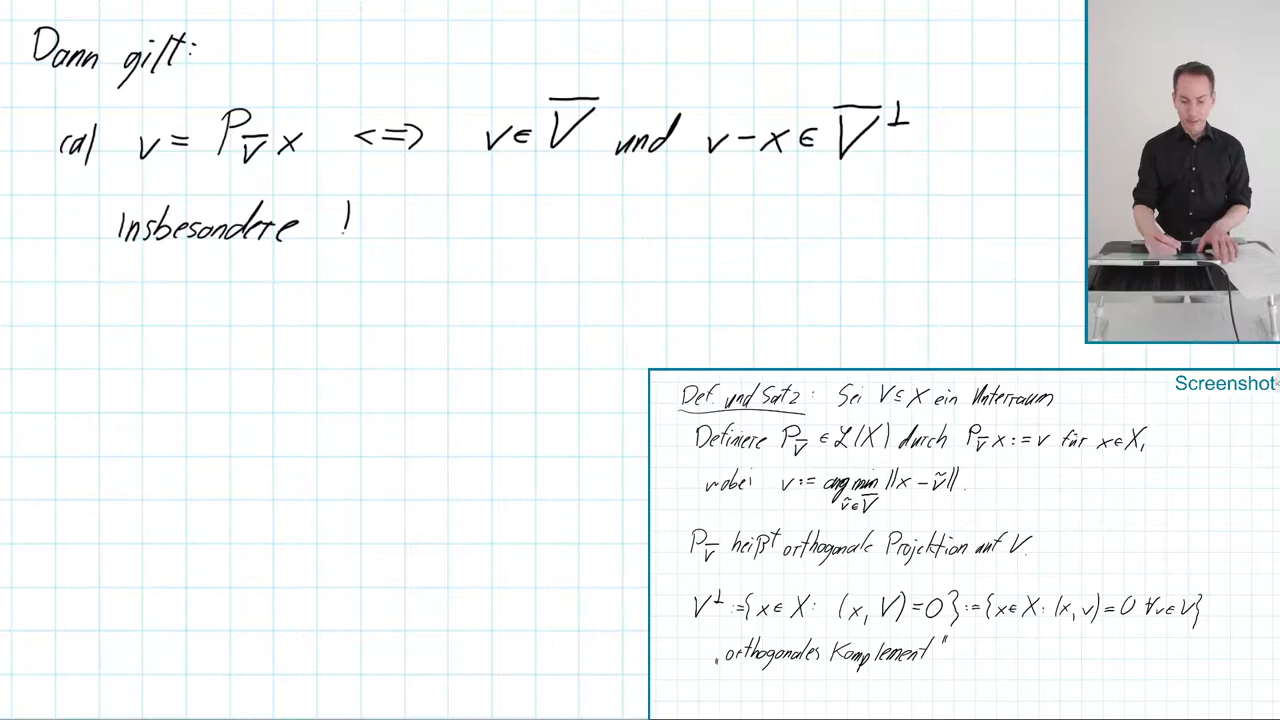 Dann gilt:
(a) v = P_V̅ x <=> v ∈ V̅ und v - x ∈ V̅^⊥
Insbesondere !
Screenshot
Def. und Satz: Sei V ⊆ X ein Unterraum
Definiere P_V̅ ∈ ℒ(X) durch P_V̅ x := v für x ∈ X,
wobei v := arg min_{ṽ ∈ V̅} ||x - ṽ||.
P_V̅ heißt orthogonale Projektion auf V.
V^⊥ := {x ∈ X: (x, V) = 0} := {x ∈ X: (x, v) = 0 ∀v ∈ V}
„orthogonales Komplement"